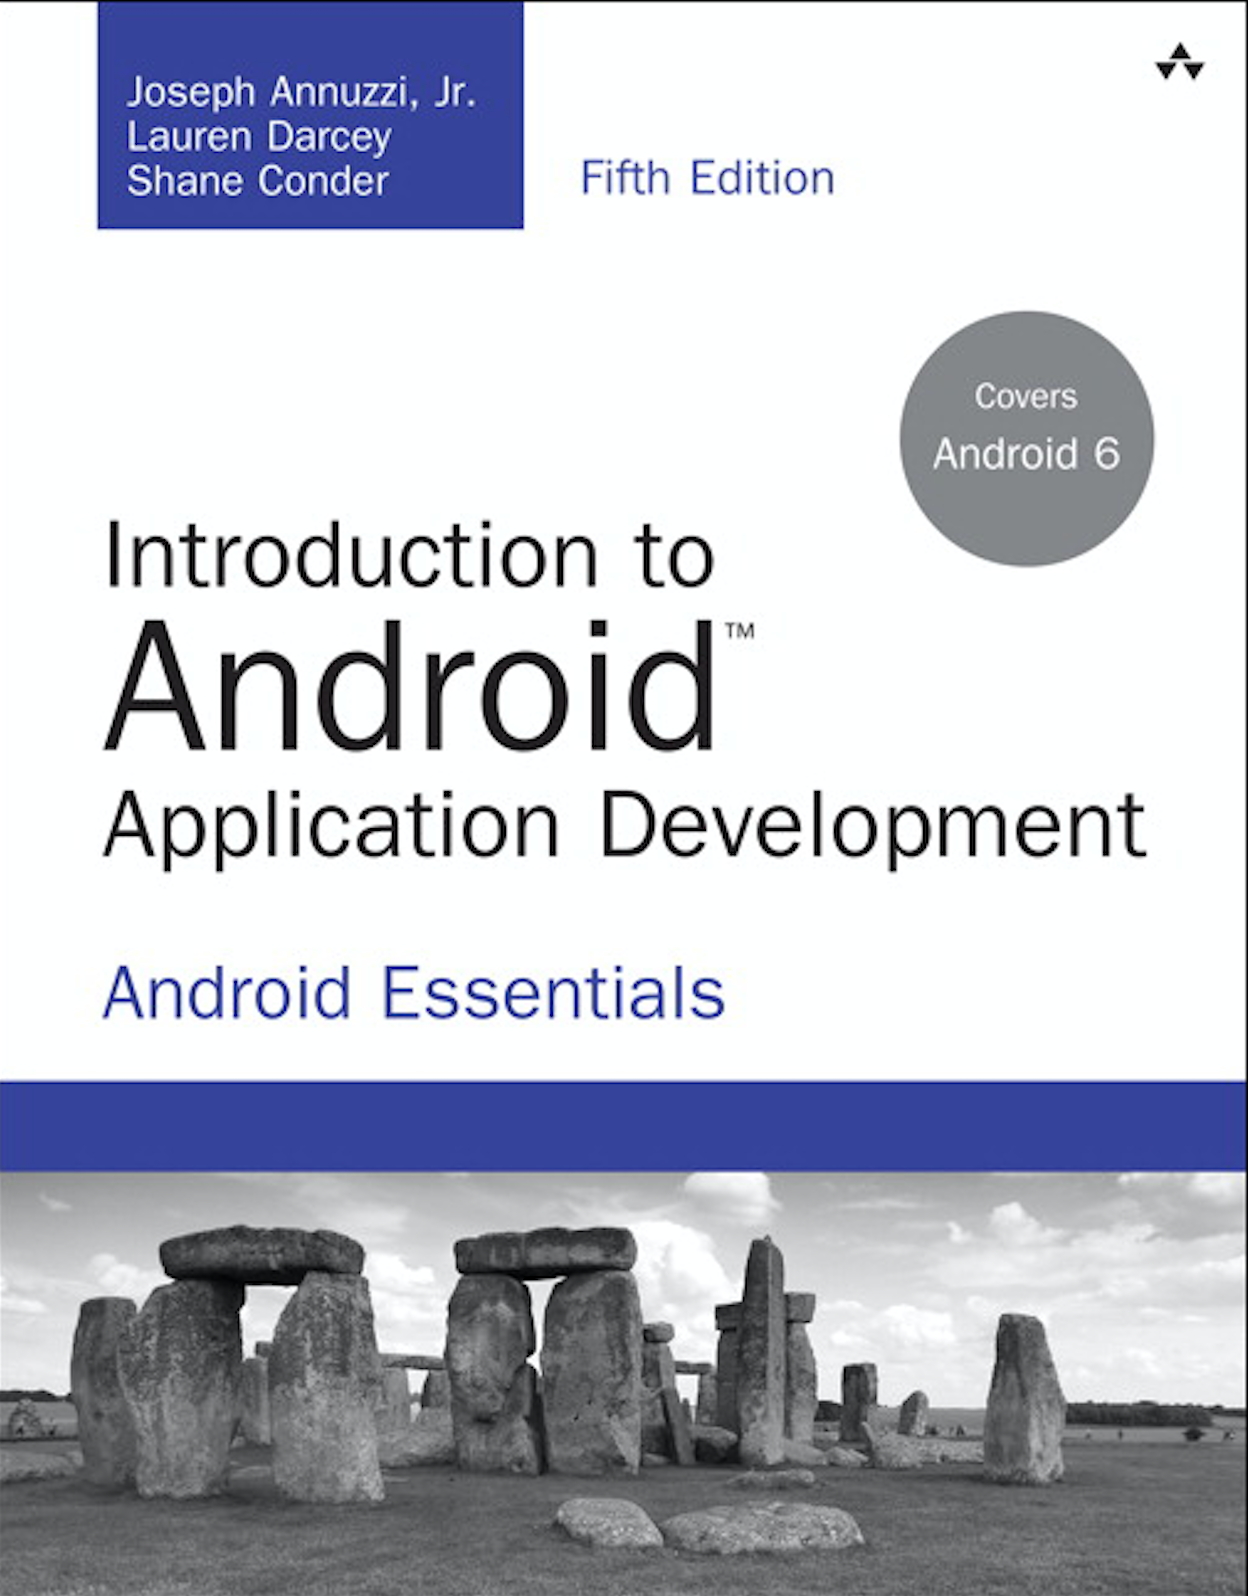 Joseph Annuzzi, Jr.
Lauren Darcey
Shane Conder
Fifth Edition
Covers
Android 6
Introduction to
Android™
Application Development
Android Essentials